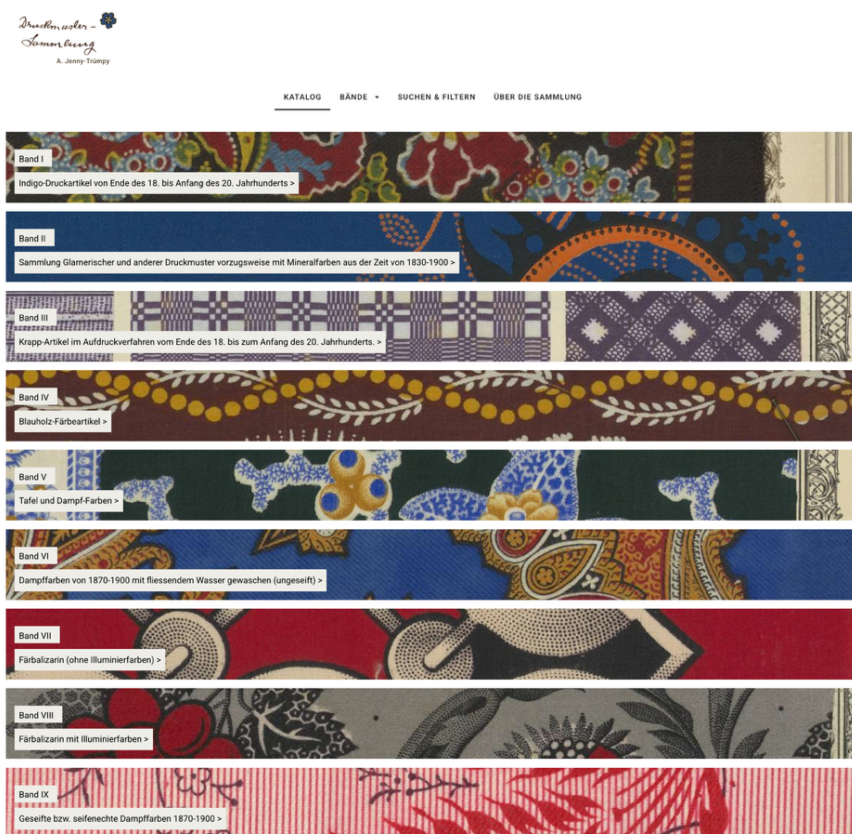 Druckmuster-
Sammlung
A. Jenny-Trümpy
KATALOG BÄNDE SUCHEN & FILTERN ÜBER DIE SAMMLUNG
Band I
Indigo-Druckartikel von Ende des 18. bis Anfang des 20. Jahrhunderts >
Band II
Sammlung Glarnerischer und anderer Druckmuster vorzugsweise mit Mineralfarben aus der Zeit von 1830-1900 >
Band III
Krapp-Artikel im Aufdruckverfahren vom Ende des 18. bis zum Anfang des 20. Jahrhunderts. >
Band IV
Blauholz-Färbeartikel >
Band V
Tafel und Dampf-Farben >
Band VI
Dampffarben von 1870-1900 mit fliessendem Wasser gewaschen (ungeseift) >
Band VII
Färbalizarin (ohne Illuminierfarben) >
Band VIII
Färbalizarin mit Illuminierfarben >
Band IX
Geseifte bzw. seifenechte Dampffarben 1870-1900 >